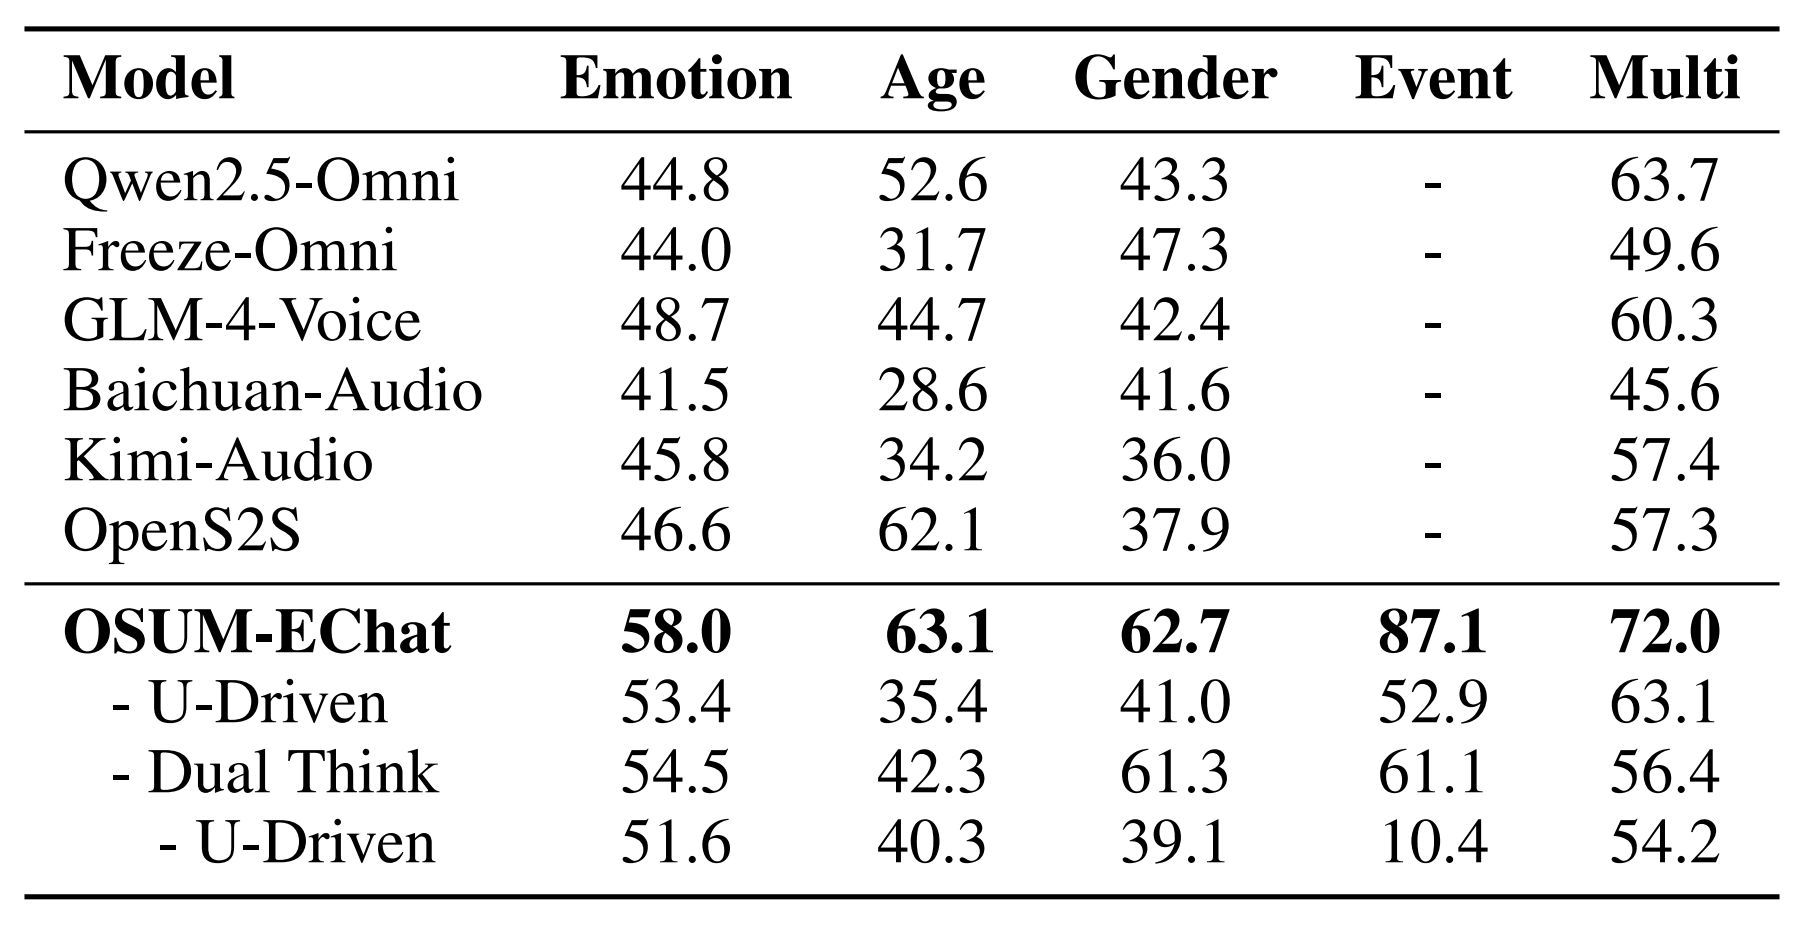 Model Emotion Age Gender Event Multi
Qwen2.5-Omni 44.8 52.6 43.3 - 63.7
Freeze-Omni 44.0 31.7 47.3 - 49.6
GLM-4-Voice 48.7 44.7 42.4 - 60.3
Baichuan-Audio 41.5 28.6 41.6 - 45.6
Kimi-Audio 45.8 34.2 36.0 - 57.4
OpenS2S 46.6 62.1 37.9 - 57.3
OSUM-EChat 58.0 63.1 62.7 87.1 72.0
- U-Driven 53.4 35.4 41.0 52.9 63.1
- Dual Think 54.5 42.3 61.3 61.1 56.4
- U-Driven 51.6 40.3 39.1 10.4 54.2